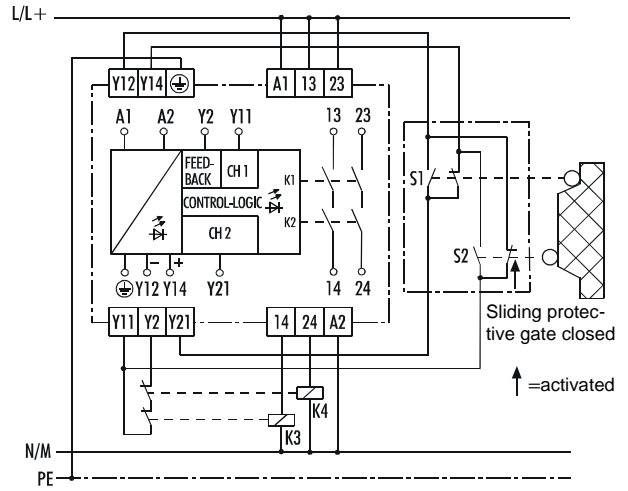 L/L+
Y12 Y14 A1 13 23
A1 A2 Y2 Y11 13 23
FEED-
BACK
CH 1
K1
S1
CONTROL-LOGIC
K2
CH 2
S2
Y12 Y14 Y21 14 24
− +
Sliding protec-
tive gate closed
Y11 Y2 Y21 14 24 A2
=activated
K4
K3
N/M
PE